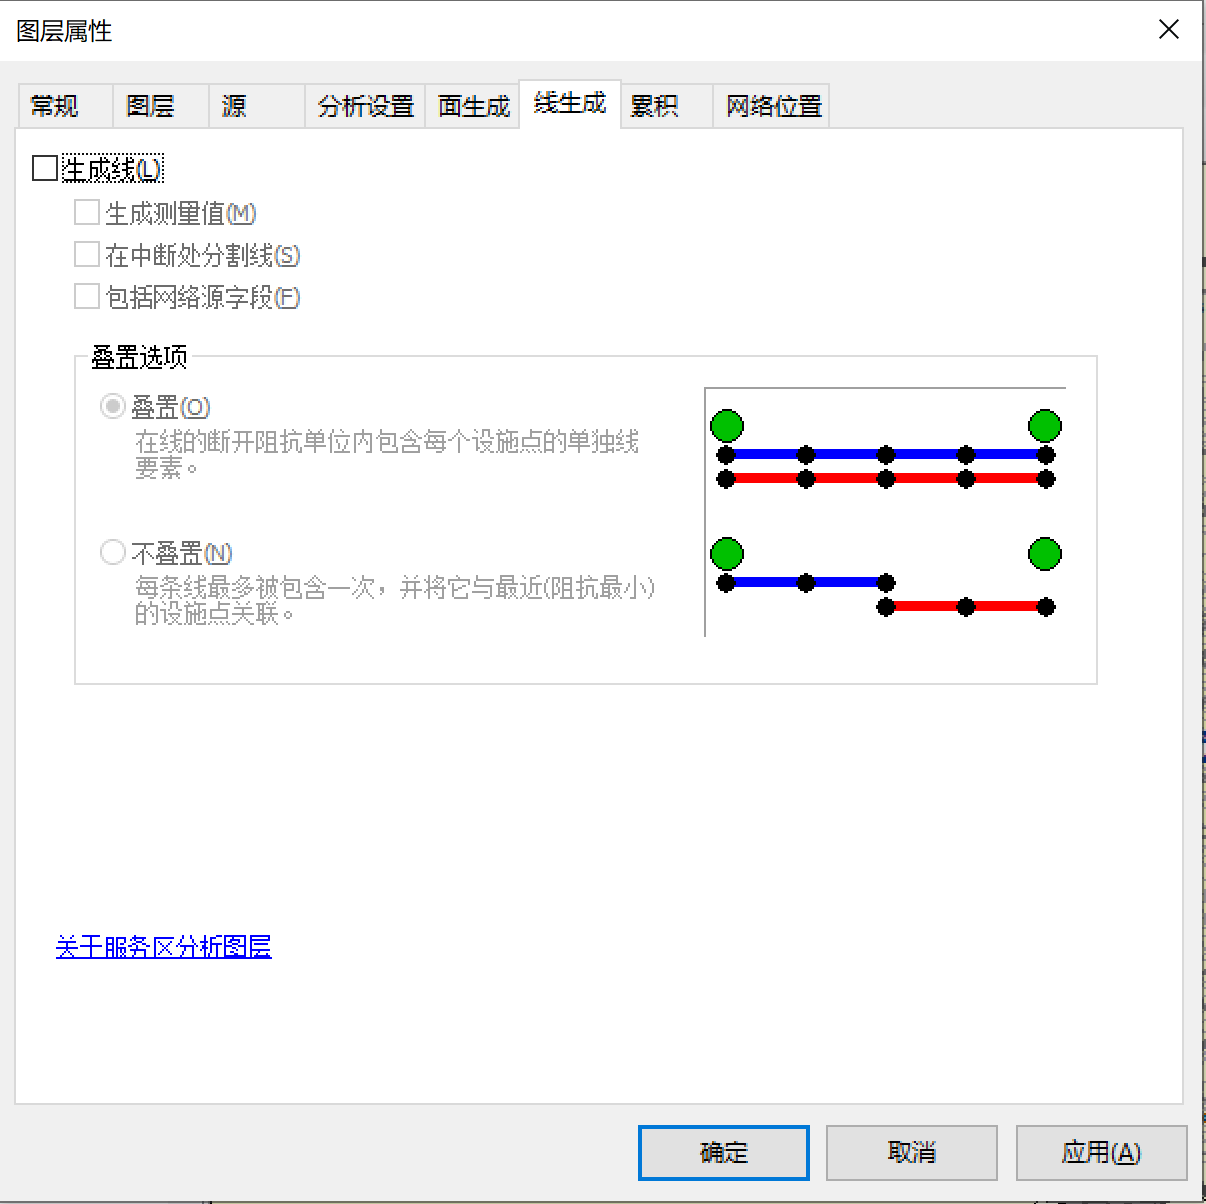 图层属性
常规 图层 源 分析设置 面生成 线生成 累积 网络位置
生成线(L)
生成测量值(M)
在中断处分割线(S)
包括网络源字段(F)
叠置选项
叠置(O)
在线的断开阻抗单位内包含每个设施点的单独线
要素。
不叠置(N)
每条线最多被包含一次，并将它与最近(阻抗最小)
的设施点关联。
关于服务区分析图层
确定 取消 应用(A)